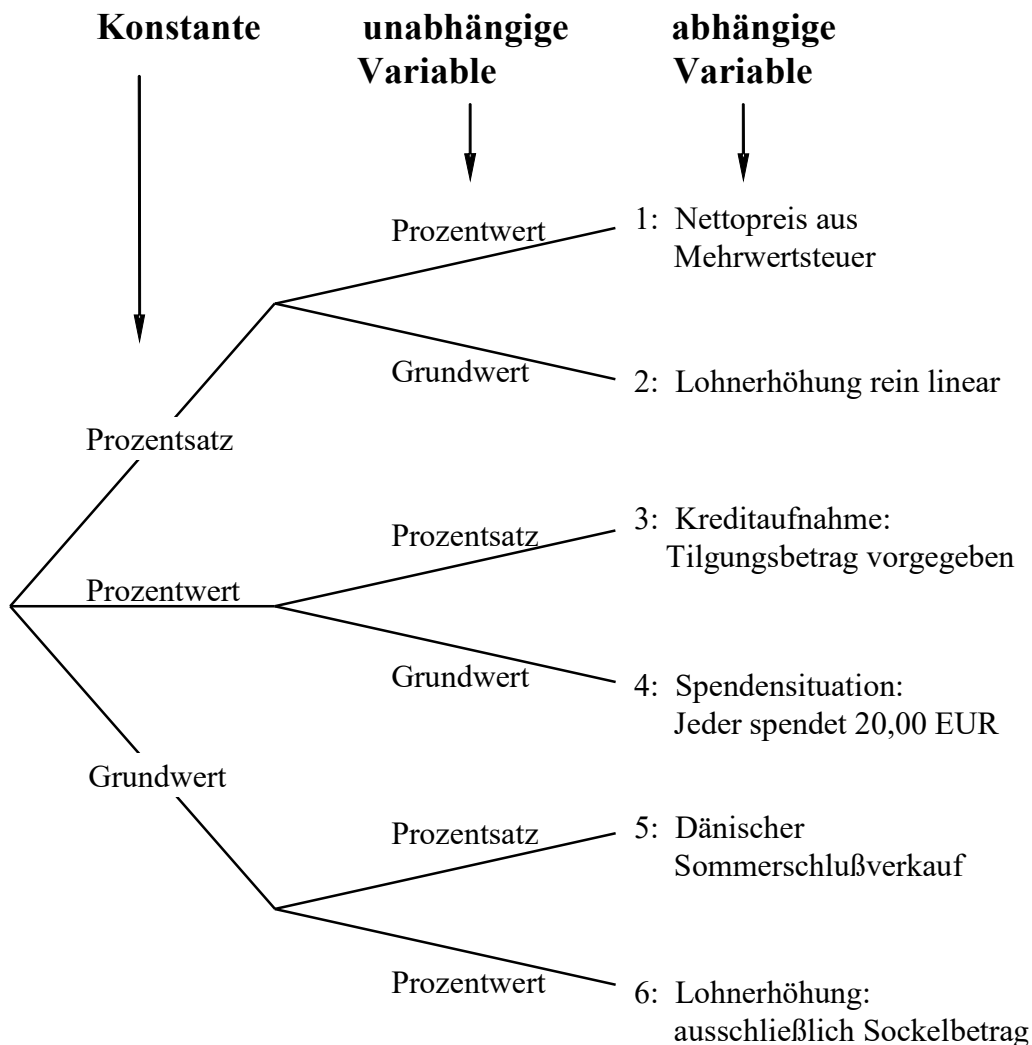 Konstante unabhängige abhängige
Variable Variable
Prozentwert 1: Nettopreis aus
Mehrwertsteuer
Grundwert 2: Lohnerhöhung rein linear
Prozentsatz
Prozentsatz 3: Kreditaufnahme:
Tilgungsbetrag vorgegeben
Prozentwert
Grundwert 4: Spendensituation:
Jeder spendet 20,00 EUR
Grundwert
Prozentsatz 5: Dänischer
Sommerschlußverkauf
Prozentwert 6: Lohnerhöhung:
ausschließlich Sockelbetrag